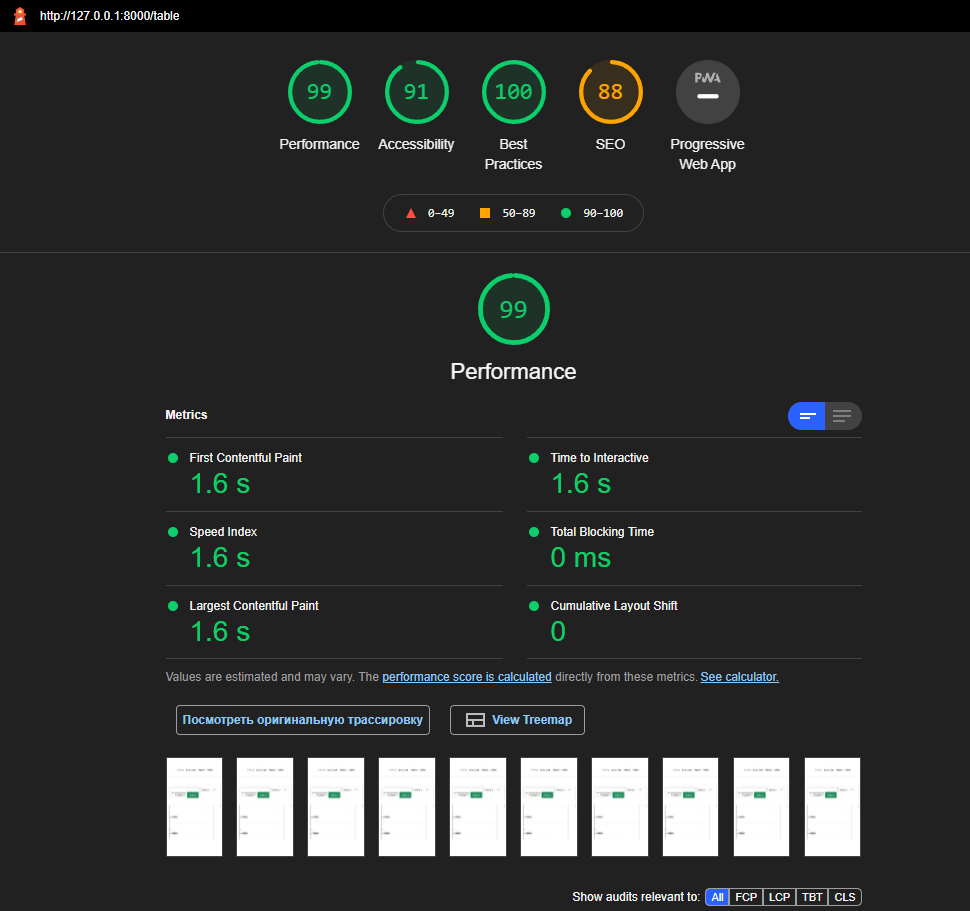 http://127.0.0.1:8000/table
99
91
100
88
PWA
Performance
Accessibility
Best
Practices
SEO
Progressive
Web App
0–49
50–89
90–100
99
Performance
Metrics
First Contentful Paint
1.6 s
Time to Interactive
1.6 s
Speed Index
1.6 s
Total Blocking Time
0 ms
Largest Contentful Paint
1.6 s
Cumulative Layout Shift
0
Values are estimated and may vary. The performance score is calculated directly from these metrics. See calculator.
Посмотреть оригинальную трассировку
View Treemap
Show audits relevant to: All FCP LCP TBT CLS